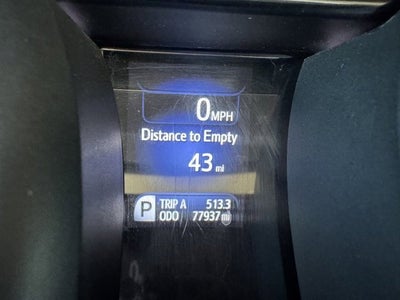 0 MPH
Distance to Empty
43 mi
P TRIP A 513.3
ODO 77937 mi